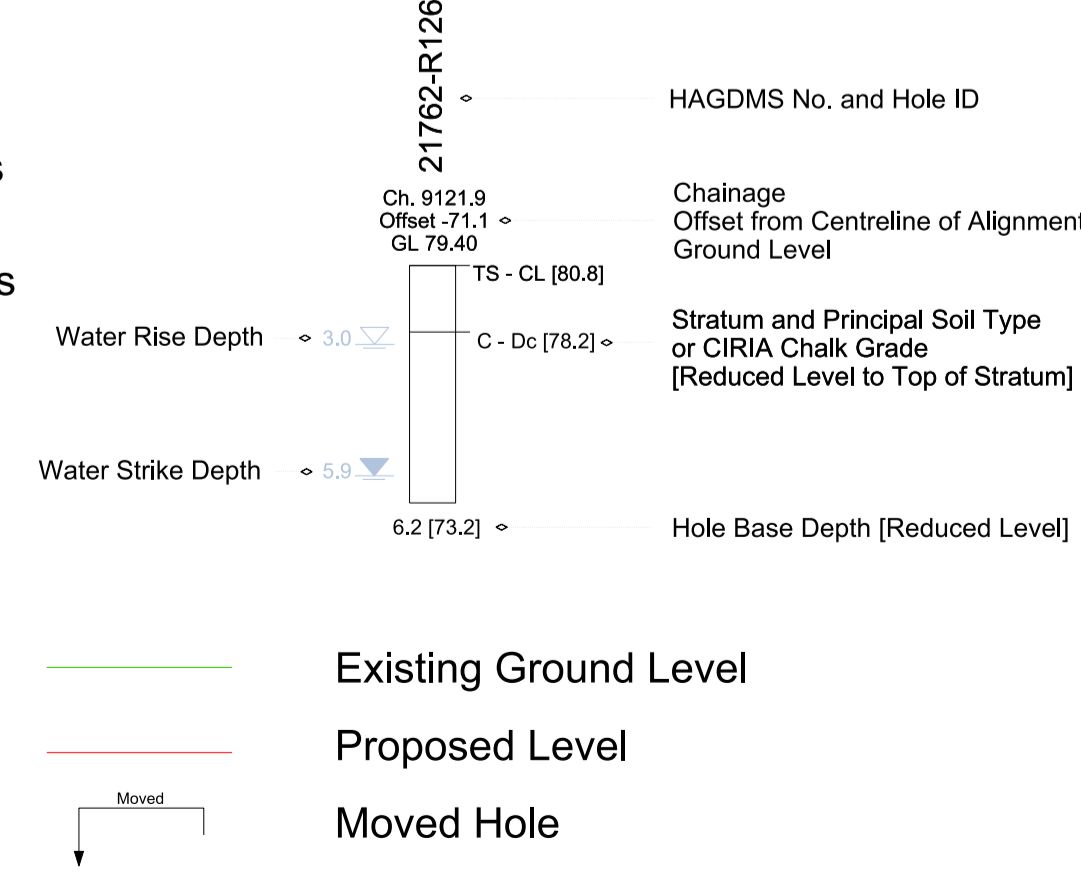 21762-R126
HAGDMS No. and Hole ID
s
Ch. 9121.9
Offset -71.1
GL 79.40
Chainage
Offset from Centreline of Alignment
Ground Level
s
TS - CL [80.8]
Water Rise Depth
3.0
C - Dc [78.2]
Stratum and Principal Soil Type
or CIRIA Chalk Grade
[Reduced Level to Top of Stratum]
Water Strike Depth
5.9
6.2 [73.2]
Hole Base Depth [Reduced Level]
Existing Ground Level
Proposed Level
Moved
Moved Hole